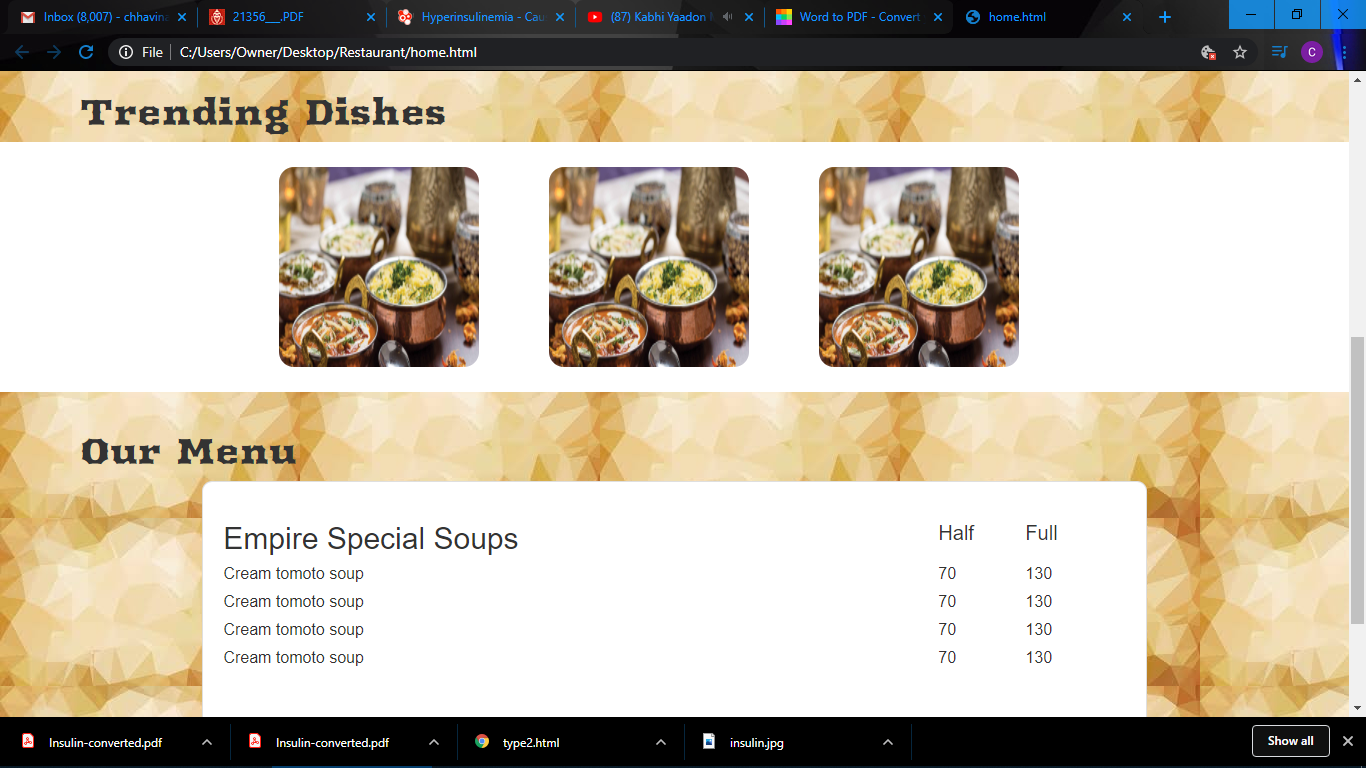 Inbox (8,007) - chhavina
21356___.PDF
Hyperinsulinemia - Cau
(87) Kabhi Yaadon
Word to PDF - Convert
home.html
File
C:/Users/Owner/Desktop/Restaurant/home.html
C
Trending Dishes
Our Menu
Empire Special Soups Half Full
Cream tomoto soup 70 130
Cream tomoto soup 70 130
Cream tomoto soup 70 130
Cream tomoto soup 70 130
Insulin-converted.pdf
Insulin-converted.pdf
type2.html
insulin.jpg
Show all